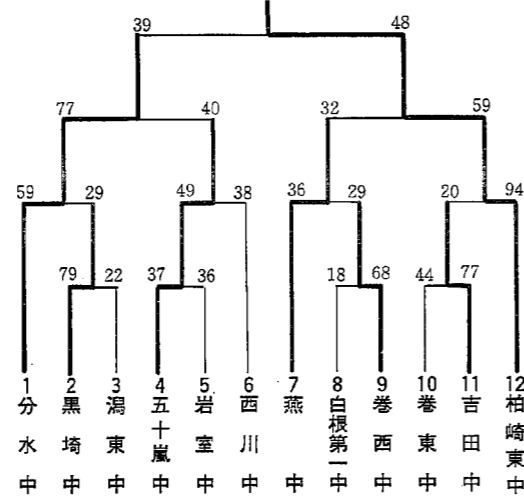 39 48
77 40 32 59
59 29 49 38 36 29 20 94
79 22 37 36 18 68 44 77
1 分水中
2 黒埼中
3 潟東中
4 五十嵐中
5 岩室中
6 西川中
7 燕中
8 白根第一中
9 巻西中
10 巻東中
11 吉田中
12 柏崎東中